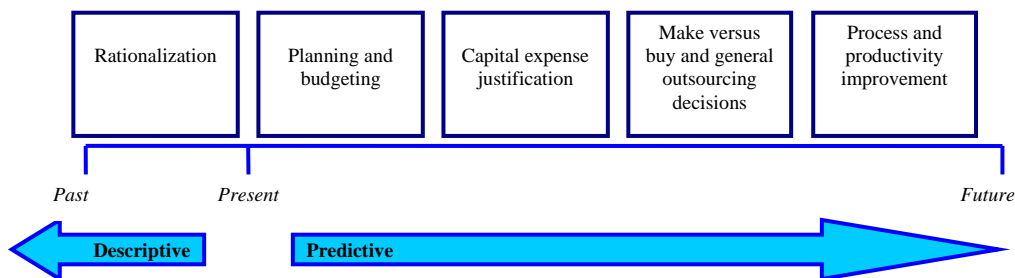 Rationalization
Planning and
budgeting
Capital expense
justification
Make versus
buy and general
outsourcing
decisions
Process and
productivity
improvement
Past
Present
Future
Descriptive
Predictive